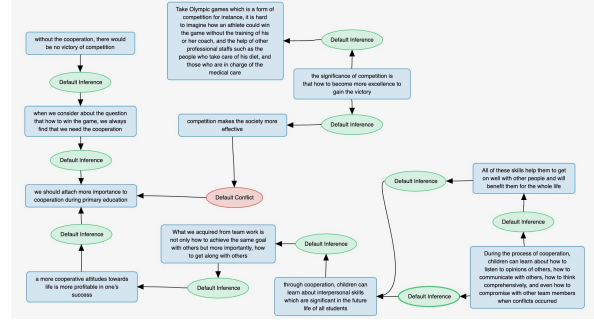 without the cooperation, there would
be no victory of competition
Default Inference
when we consider about the question
that how to win the game, we always
find that we need the cooperation
Default Inference
we should attach more importance to
cooperation during primary education
Default Inference
a more cooperative attitudes towards
life is more profitable in one's
success
Take Olympic games which is a form of
competition for instance, it is hard
to imagine how an athlete could win
the game without the training of his
or her coach, and the help of other
professional staffs such as the
people who take care of his diet, and
those who are in charge of the
medical care
Default Inference
the significance of competition is
that how to become more excellence to
gain the victory
Default Inference
competition makes the society more
effective
Default Conflict
What we acquired from team work is
not only how to achieve the same goal
with others but more importantly, how
to get along with others
Default Inference
Default Inference
through cooperation, children can
learn about interpersonal skills
which are significant in the future
life of all students
Default Inference
All of these skills help them to get
on well with other people and will
benefit them for the whole life
Default Inference
Default Inference
During the process of cooperation,
children can learn about how to
listen to opinions of others, how to
communicate with others, how to think
comprehensively, and even how to
compromise with other team members
when conflicts occurred